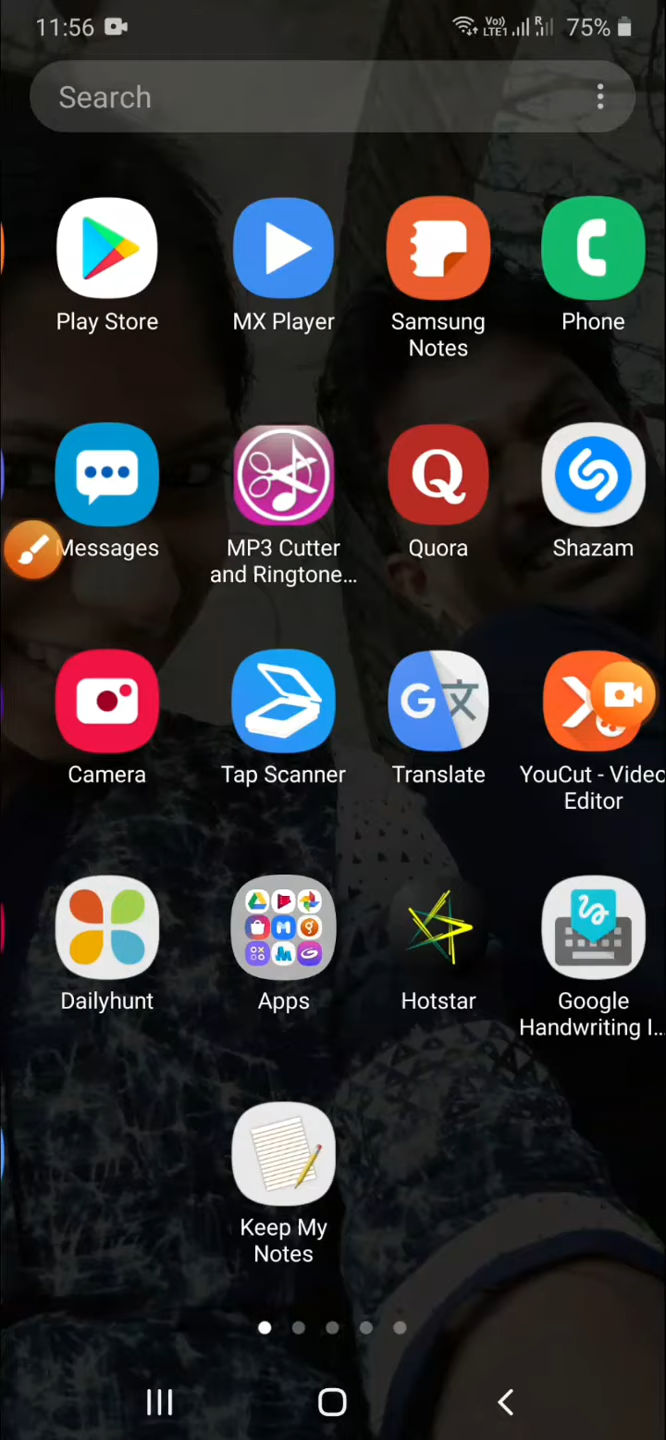 11:56 Vo) LTE1 R 75%
Search
Play Store
MX Player
Samsung
Notes
Phone
Messages
MP3 Cutter
and Ringtone...
Quora
Shazam
Camera
Tap Scanner
Translate
YouCut - Video
Editor
Dailyhunt
Apps
Hotstar
Google
Handwriting I...
Keep My
Notes